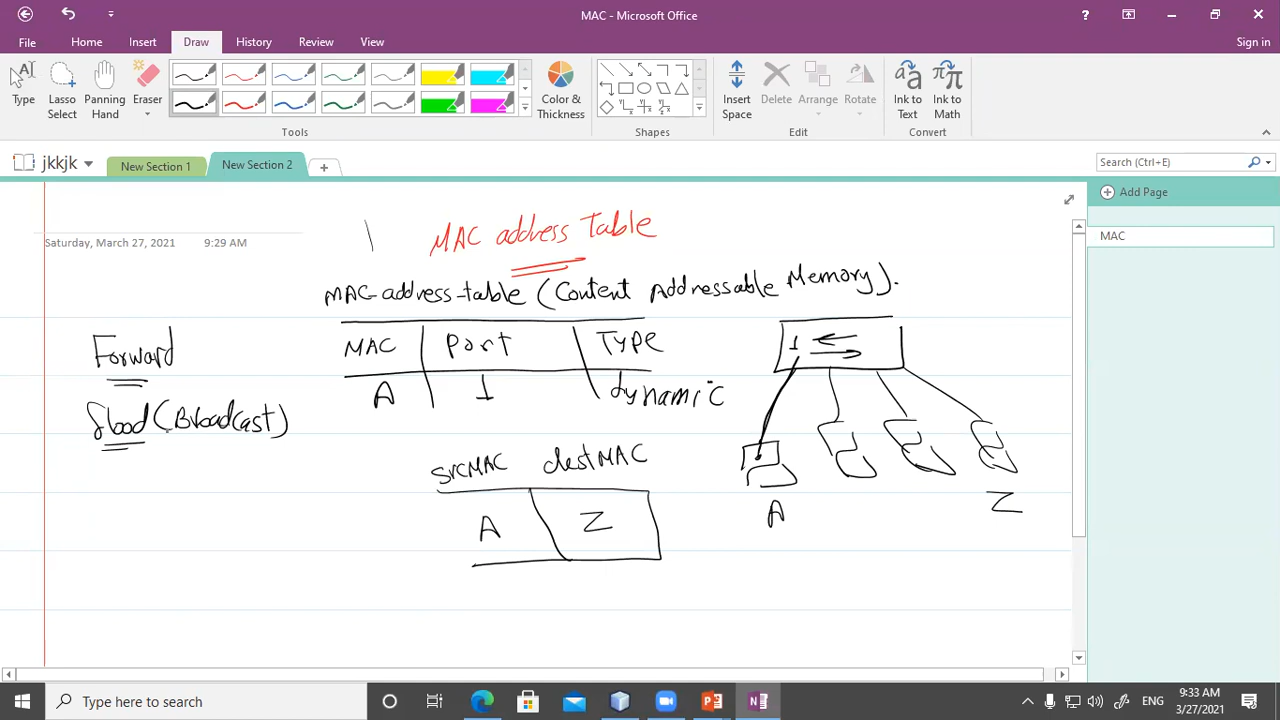 MAC - Microsoft Office
?
File Home Insert Draw History Review View
Sign in
Type
Lasso Select
Panning Hand
Eraser
Color & Thickness
Insert Space
Delete
Arrange
Rotate
Ink to Text
Ink to Math
Tools
Shapes
Edit
Convert
jkkjk
New Section 1
New Section 2
+
Search (Ctrl+E)
Add Page
MAC
Saturday, March 27, 2021 9:29 AM
MAC address Table
MAC-address-table (Content Addressable Memory).
Forward
Flood (Broadcast)
MAC Port Type
A 1 dynamic
srcMAC destMAC
A Z
1
A
Z
Type here to search
ENG
9:33 AM
3/27/2021